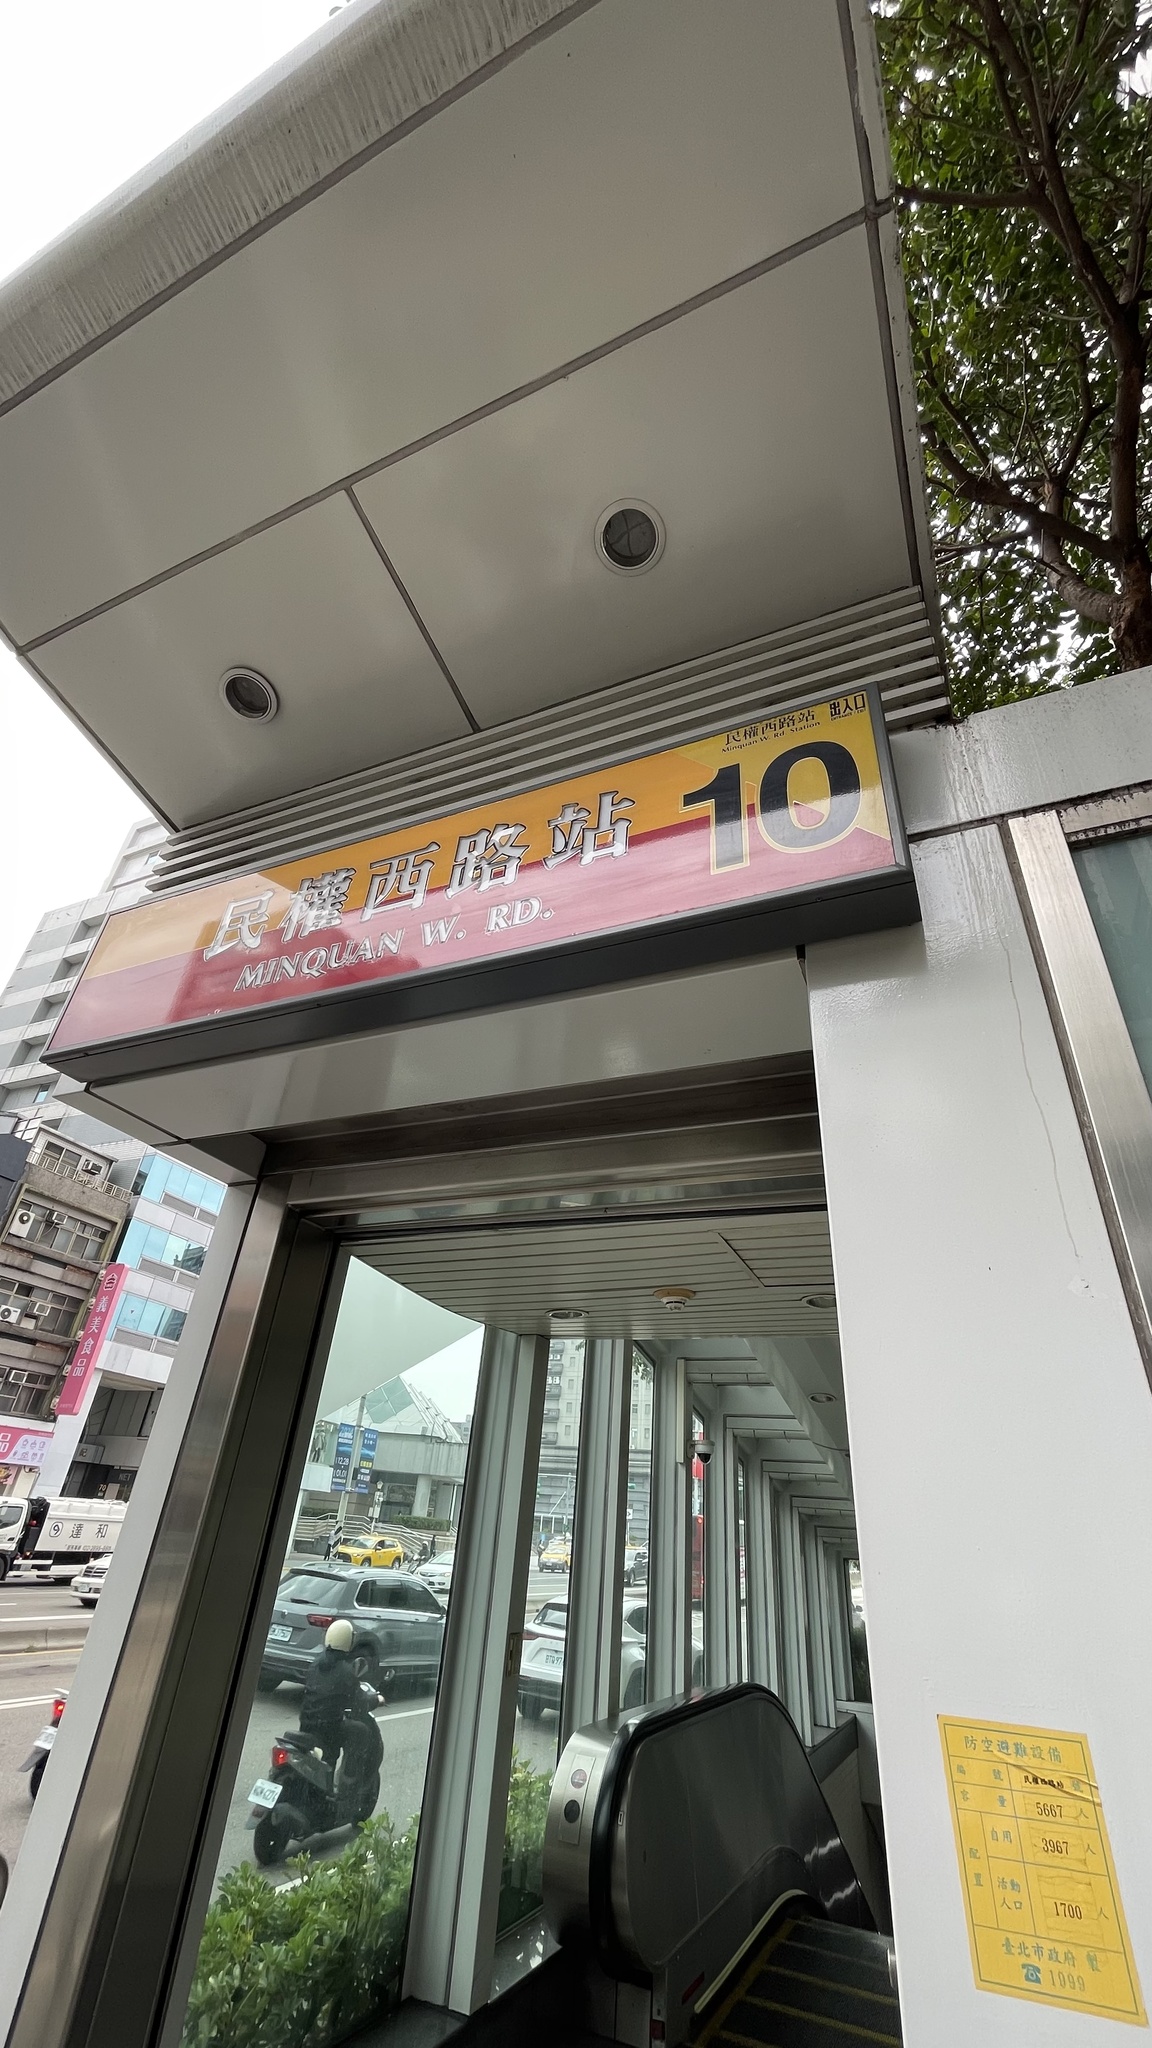 民權西路站 出入口
Minquan W. Rd. Station
10
民權西路站
MINQUAN W. RD.
義美食品
達和
防空避難設備
編號 民權西路站 號
容量 5667 人
配置 自用 3967 人
活動人口 1700 人
臺北市政府 製
☎ 1099